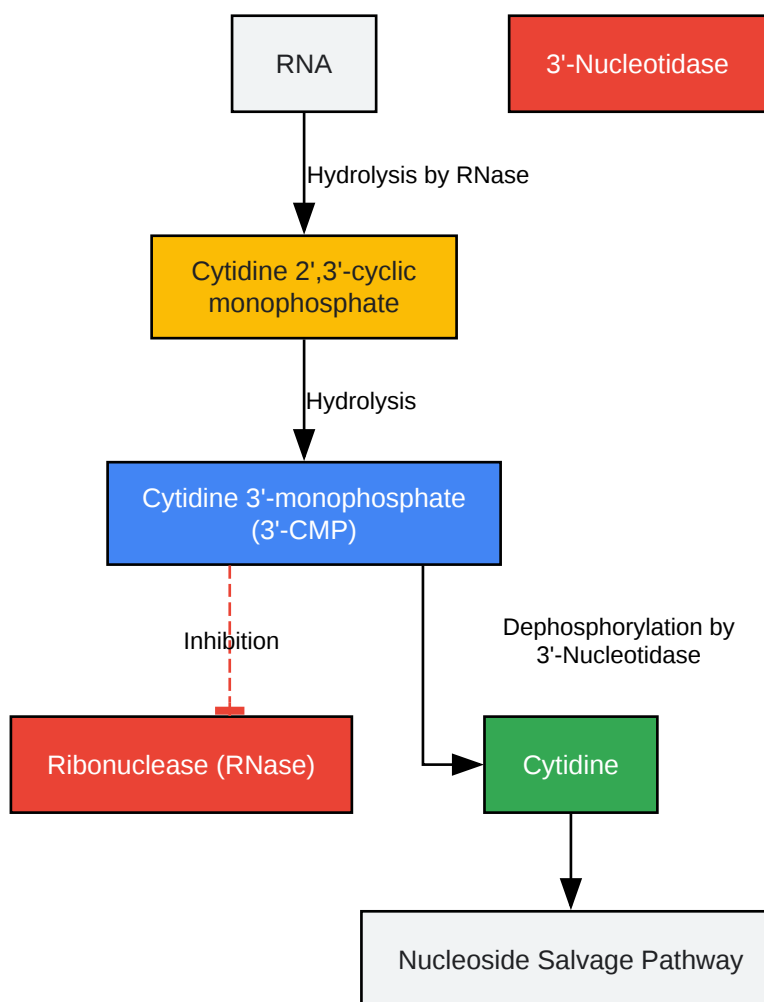 RNA
3'-Nucleotidase
Hydrolysis by RNase
Cytidine 2',3'-cyclic
monophosphate
Hydrolysis
Cytidine 3'-monophosphate
(3'-CMP)
Inhibition
Dephosphorylation by
3'-Nucleotidase
Ribonuclease (RNase)
Cytidine
Nucleoside Salvage Pathway